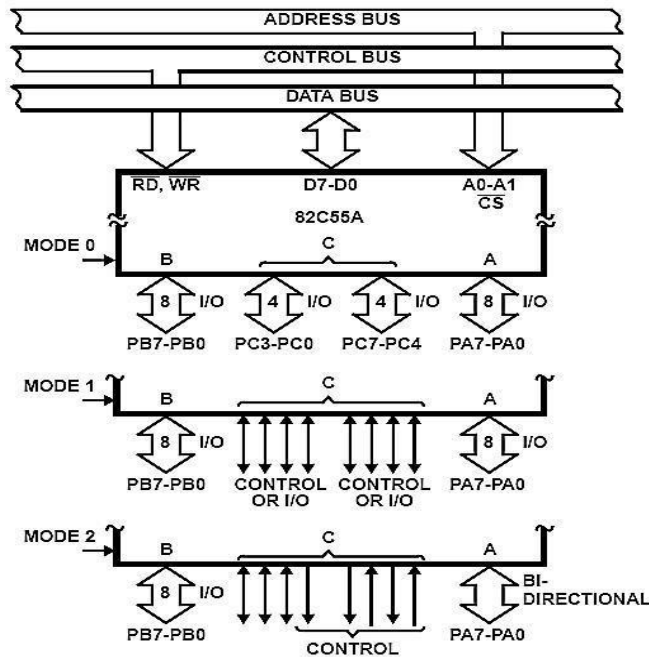 ADDRESS BUS
CONTROL BUS
DATA BUS
RD, WR D7-D0 A0-A1
CS
82C55A
MODE 0 B C A
8 I/O 4 I/O 4 I/O 8 I/O
PB7-PB0 PC3-PC0 PC7-PC4 PA7-PA0
MODE 1 B C A
8 I/O 8 I/O
PB7-PB0 CONTROL OR I/O CONTROL OR I/O PA7-PA0
MODE 2 B C A
8 I/O BI-
DIRECTIONAL
PB7-PB0 CONTROL PA7-PA0